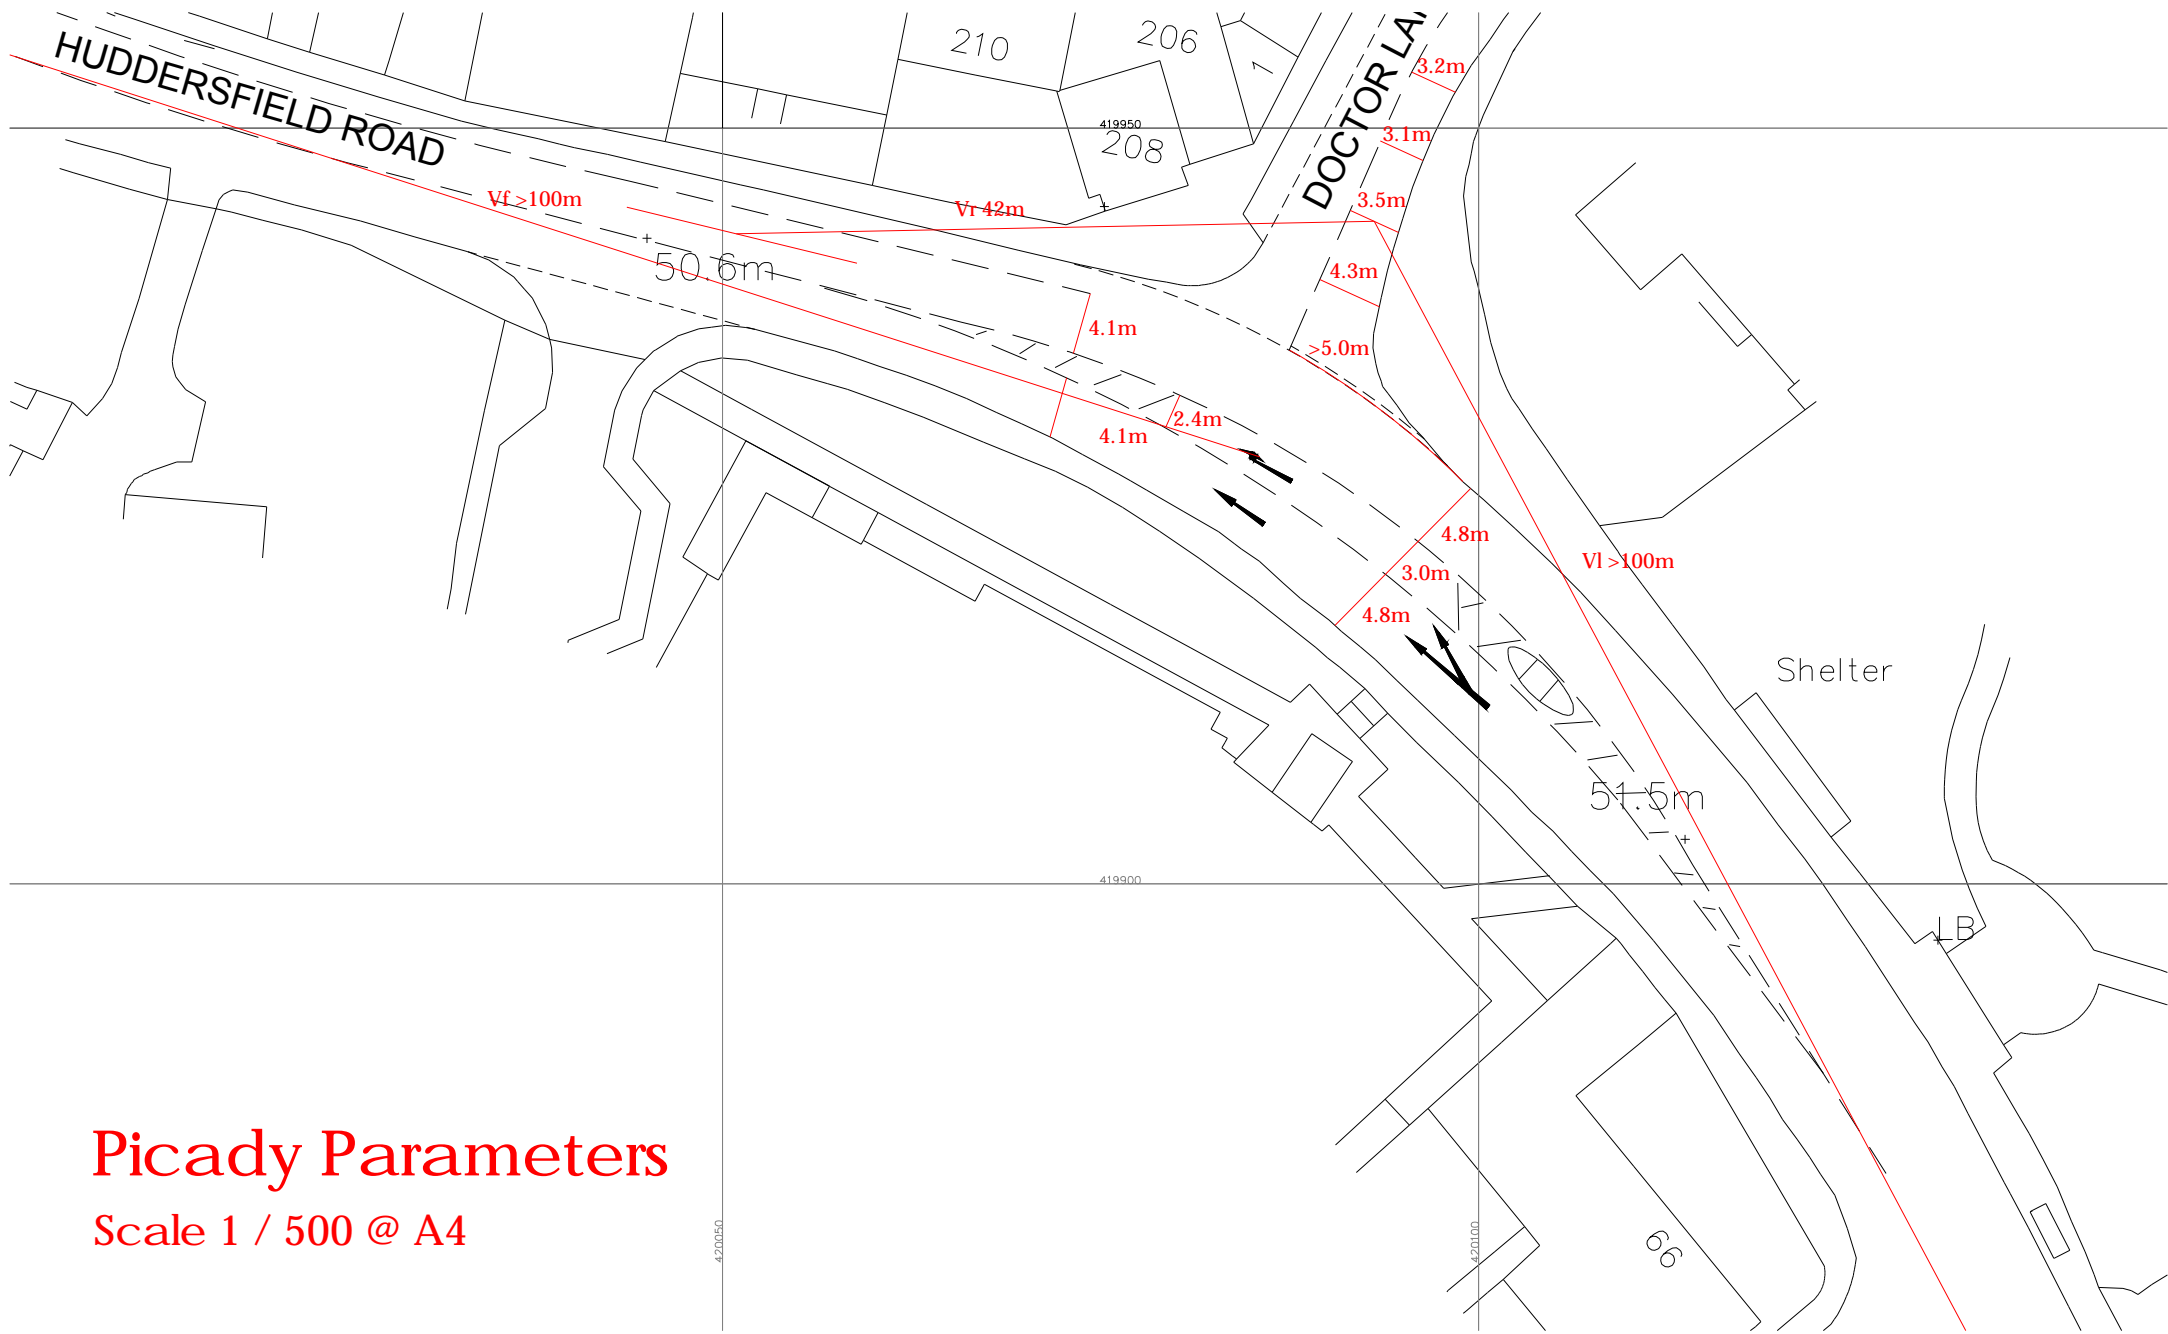 210
206
1
DOCTOR LA
3.2m
HUDDERSFIELD ROAD
419950
208
3.1m
Vf >100m
Vr 42m
3.5m
50.6m
4.3m
4.1m
>5.0m
2.4m
4.1m
4.8m
3.0m
Vl >100m
4.8m
Shelter
51.5m
419900
LB
Picady Parameters
Scale 1 / 500 @ A4
420050
420100
66